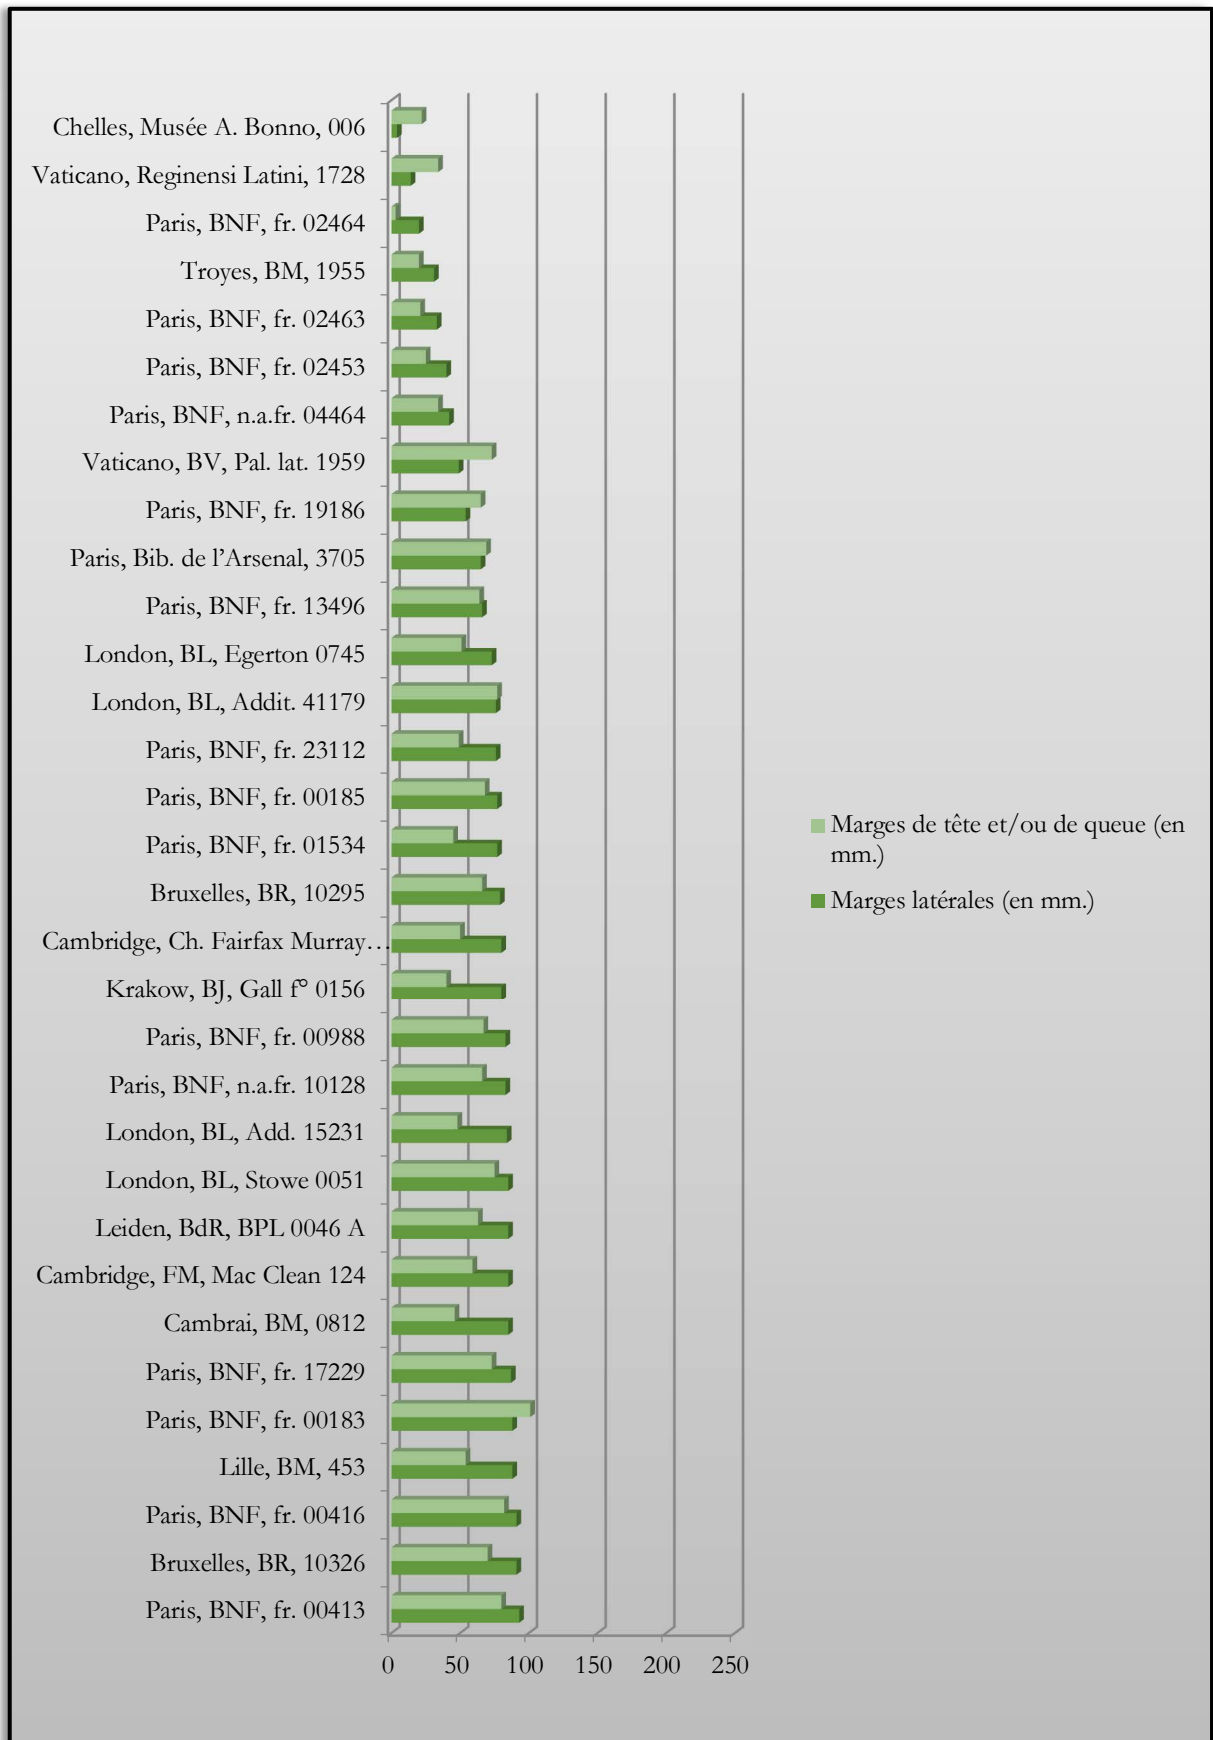 Chelles, Musée A. Bonno, 006
Vaticano, Reginensi Latini, 1728
Paris, BNF, fr. 02464
Troyes, BM, 1955
Paris, BNF, fr. 02463
Paris, BNF, fr. 02453
Paris, BNF, n.a.fr. 04464
Vaticano, BV, Pal. lat. 1959
Paris, BNF, fr. 19186
Paris, Bib. de l’Arsenal, 3705
Paris, BNF, fr. 13496
London, BL, Egerton 0745
London, BL, Addit. 41179
Paris, BNF, fr. 23112
Paris, BNF, fr. 00185
Paris, BNF, fr. 01534
Bruxelles, BR, 10295
Cambridge, Ch. Fairfax Murray…
Krakow, BJ, Gall f° 0156
Paris, BNF, fr. 00988
Paris, BNF, n.a.fr. 10128
London, BL, Add. 15231
London, BL, Stowe 0051
Leiden, BdR, BPL 0046 A
Cambridge, FM, Mac Clean 124
Cambrai, BM, 0812
Paris, BNF, fr. 17229
Paris, BNF, fr. 00183
Lille, BM, 453
Paris, BNF, fr. 00416
Bruxelles, BR, 10326
Paris, BNF, fr. 00413
0 50 100 150 200 250
Marges de tête et/ou de queue (en
mm.)
Marges latérales (en mm.)